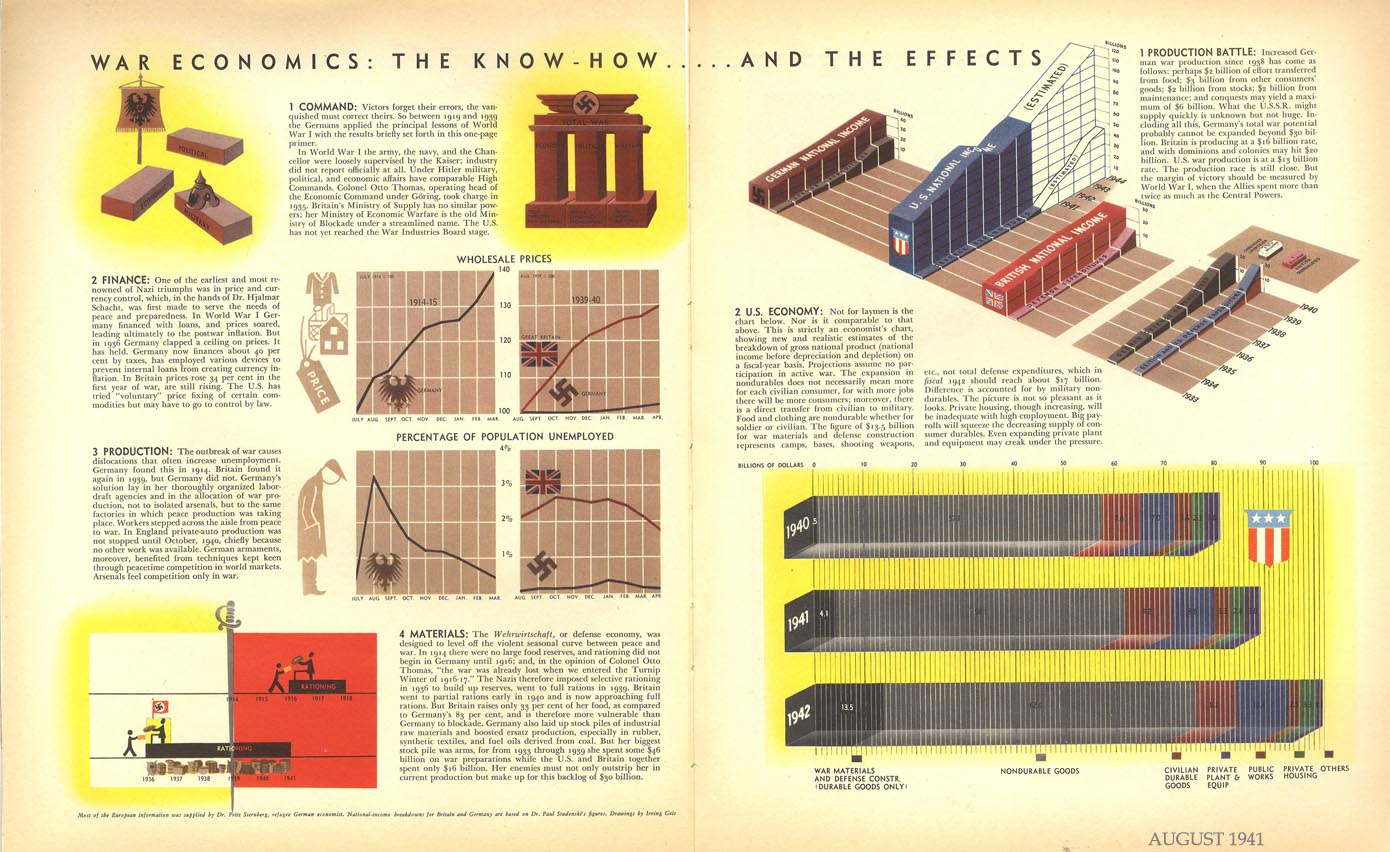 WAR ECONOMICS: THE KNOW-HOW.....AND THE EFFECTS
POLITICAL
MILITARY
1 COMMAND: Victors forget their errors, the van-
quished must correct theirs. So between 1919 and 1939
the Germans applied the principal lessons of World
War I with the results briefly set forth in this one-page
primer.
In World War I the army, the navy, and the Chan-
cellor were loosely supervised by the Kaiser; industry
did not report officially at all. Under Hitler military,
political, and economic affairs have comparable High
Commands. Colonel Otto Thomas, operating head of
the Economic Command under Göring, took charge in
1935. Britain's Ministry of Supply has no similar pow-
ers; her Ministry of Economic Warfare is the old Min-
istry of Blockade under a streamlined name. The U.S.
has not yet reached the War Industries Board stage.
TOTAL WAR
2 FINANCE: One of the earliest and most re-
nowned of Nazi triumphs was in price and cur-
rency control, which, in the hands of Dr. Hjalmar
Schacht, was first made to serve the needs of
peace and preparedness. In World War I Ger-
many financed with loans, and prices soared,
leading ultimately to the postwar inflation. But
in 1936 Germany clapped a ceiling on prices. It
has held. Germany now finances about 40 per
cent by taxes, has employed various devices to
prevent internal loans from creating currency in-
flation. In Britain prices rose 34 per cent in the
first year of war, are still rising. The U.S. has
tried "voluntary" price fixing of certain com-
modities but may have to go to control by law.
PRICE
WHOLESALE PRICES
JULY 1914 = 100
1914-15
GERMANY
140
130
120
110
100
AUG. 1939 = 100
1939-40
GREAT BRITAIN
GERMANY
JULY AUG. SEPT. OCT. NOV. DEC. JAN. FEB. MAR.
AUG. SEPT. OCT. NOV. DEC. JAN. FEB. MAR. APR.
3 PRODUCTION: The outbreak of war causes
dislocations that often increase unemployment.
Germany found this in 1914. Britain found it
again in 1939, but Germany did not. Germany's
solution lay in her thoroughly organized labor-
draft agencies and in the allocation of war pro-
duction, not to isolated arsenals, but to the same
factories in which peace production was taking
place. Workers stepped across the aisle from peace
to war. In England private-auto production was
not stopped until October, 1940, chiefly because
no other work was available. German armaments,
moreover, benefited from techniques kept keen
through peacetime competition in world markets.
Arsenals feel competition only in war.
PERCENTAGE OF POPULATION UNEMPLOYED
4%
3%
2%
1%
JULY AUG. SEPT. OCT. NOV. DEC. JAN. FEB. MAR.
AUG. SEPT. OCT. NOV. DEC. JAN. FEB. MAR. APR.
RATIONING
1914 1915 1916 1917 1918
RATIONING
1936 1937 1938 1939 1940 1941
4 MATERIALS: The Wehrwirtschaft, or defense economy, was
designed to level off the violent seasonal curve between peace and
war. In 1914 there were no large food reserves, and rationing did not
begin in Germany until 1916; and, in the opinion of Colonel Otto
Thomas, "the war was already lost when we entered the Turnip
Winter of 1916-17." The Nazis therefore imposed selective rationing
in 1936 to build up reserves, went to full rations in 1939. Britain
went to partial rations early in 1940 and is now approaching full
rations. But Britain raises only 33 per cent of her food, as compared
to Germany's 83 per cent, and is therefore more vulnerable than
Germany to blockade. Germany also laid up stock piles of industrial
raw materials and boosted ersatz production, especially in rubber,
synthetic textiles, and fuel oils derived from coal. But her biggest
stock pile was arms, for from 1933 through 1939 she spent some $46
billion on war preparations while the U.S. and Britain together
spent only $16 billion. Her enemies must not only outstrip her in
current production but make up for this backlog of $30 billion.
Most of the European information was supplied by Dr. Fritz Sternberg, refugee German economist. National-income breakdowns for Britain and Germany are based on Dr. Paul Studenski's figures. Drawings by Irving Geis
GERMAN NATIONAL INCOME
BILLIONS
U.S. NATIONAL INCOME
(ESTIMATED)
(ESTIMATED)
BILLIONS
BRITISH NATIONAL INCOME
DEFENSE EXPENDITURES
BILLIONS
1944
1943
1942
1941
1940
1939
1938
1937
1936
1935
1934
1933
1 PRODUCTION BATTLE: Increased Ger-
man war production since 1938 has come as
follows: perhaps $2 billion of effort transferred
from food; $3 billion from other consumers'
goods; $2 billion from stocks; $2 billion from
maintenance; and conquests may yield a maxi-
mum of $6 billion. What the U.S.S.R. might
supply quickly is unknown but not huge. In-
cluding all this, Germany's total war potential
probably cannot be expanded beyond $30 bil-
lion. Britain is producing at a $16 billion rate,
and with dominions and colonies may hit $20
billion. U.S. war production is at a $13 billion
rate. The production race is still close. But
the margin of victory should be measured by
World War I, when the Allies spent more than
twice as much as the Central Powers.
2 U.S. ECONOMY: Not for laymen is the
chart below. Nor is it comparable to that
above. This is strictly an economist's chart,
showing new and realistic estimates of the
breakdown of gross national product (national
income before depreciation and depletion) on
a fiscal-year basis. Projections assume no par-
ticipation in active war. The expansion in
nondurables does not necessarily mean more
for each civilian consumer, for with more jobs
there will be more consumers; moreover, there
is a direct transfer from civilian to military.
Food and clothing are nondurable whether for
soldier or civilian. The figure of $13.5 billion
for war materials and defense construction
represents camps, bases, shooting weapons,
etc., not total defense expenditures, which in
fiscal 1942 should reach about $17 billion.
Difference is accounted for by military non-
durables. The picture is not so pleasant as it
looks. Private housing, though increasing, will
be inadequate with high employment. Big pay-
rolls will squeeze the decreasing supply of con-
sumer durables. Even expanding private plant
and equipment may creak under the pressure.
BILLIONS OF DOLLARS 0 10 20 30 40 50 60 70 80 90 100
1940 .5
1941 4.1
1942 13.5
WAR MATERIALS
AND DEFENSE CONSTR.
(DURABLE GOODS ONLY)
NONDURABLE GOODS
CIVILIAN
DURABLE
GOODS
PRIVATE
PLANT &
EQUIP
PUBLIC
WORKS
PRIVATE
HOUSING
OTHERS
AUGUST 1941